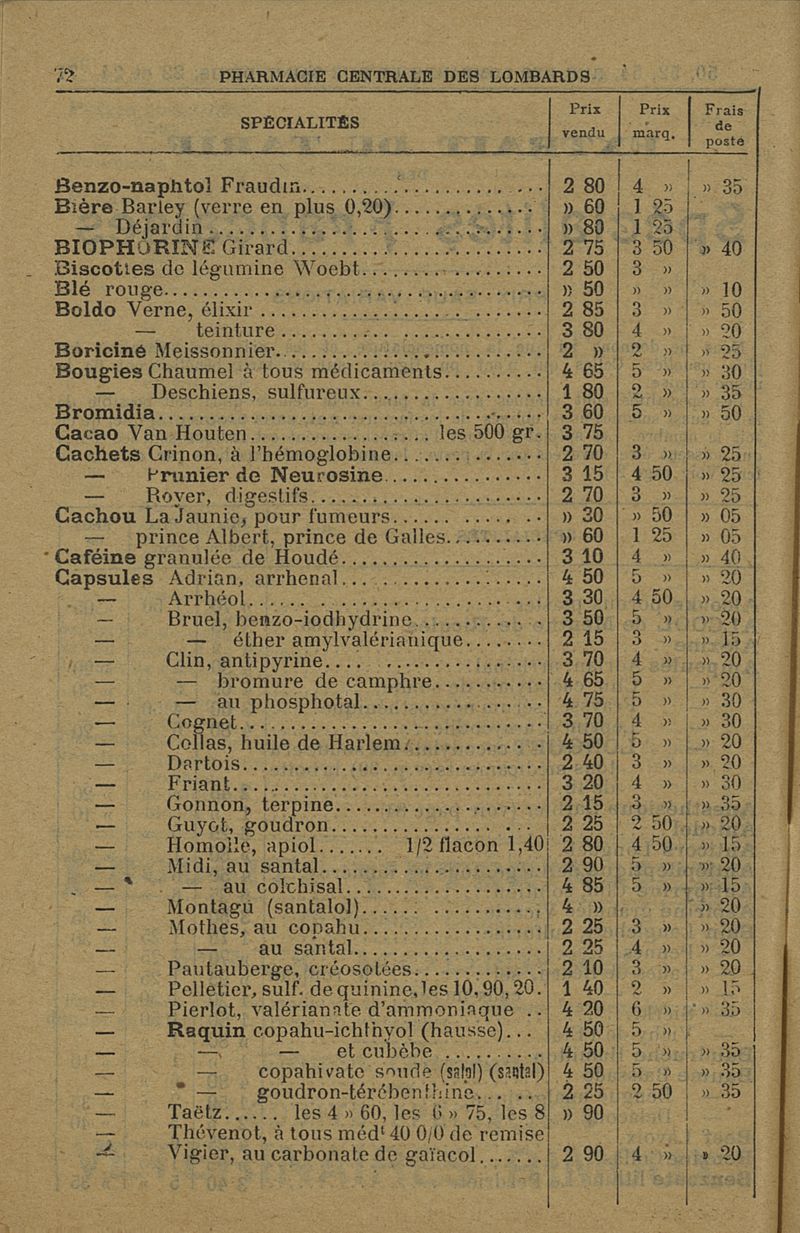 72 PHARMACIE CENTRALE DES LOMBARDS
SPÉCIALITÉS Prix vendu Prix marq. Frais de poste
Benzo-naphtol Fraudin........................ 2 80 4 » » 35
Bière Barley (verre en plus 0,20).............. » 60 1 25
— Déjardin............................ » 80 1 25
BIOPHORINE Girard........................ 2 75 3 50 » 40
Biscottes de légumine Woebt................. 2 50 3 »
Blé rouge.................................... » 50 » » » 10
Boldo Verne, élixir.......................... 2 85 3 » » 50
— teinture.......................... 3 80 4 » » 20
Boriciné Meissonnier......................... 2 » 2 » » 25
Bougies Chaumel à tous médicaments.......... 4 65 5 » » 30
— Deschiens, sulfureux................. 1 80 2 » » 35
Bromidia..................................... 3 60 5 » » 50
Cacao Van Houten.................. les 500 gr. 3 75
Cachets Grinon, à l'hémoglobine.............. 2 70 3 » » 25
— Prunier de Neurosine................ 3 15 4 50 » 25
— Royer, digestifs..................... 2 70 3 » » 25
Cachou La Jaunie, pour fumeurs.............. » 30 » 50 » 05
— prince Albert, prince de Galles......... » 60 1 25 » 05
Caféine granulée de Houdé................... 3 10 4 » » 40
Capsules Adrian, arrhenal.................... 4 50 5 » » 20
— Arrhéol............................ 3 30 4 50 » 20
— Bruel, benzo-iodhydrine............ 3 50 5 » » 20
— — éther amylvalérianique........ 2 15 3 » » 15
— Clin, antipyrine.................... 3 70 4 » » 20
— — bromure de camphre........... 4 65 5 » » 20
— — au phosphotal.................. 4 75 5 » » 30
— Cognet............................. 3 70 4 » » 30
— Collas, huile de Harlem............ 4 50 5 » » 20
— Dartois............................ 2 40 3 » » 20
— Friant............................. 3 20 4 » » 30
— Gonnon, terpine.................... 2 15 3 » » 35
— Guyot, goudron.................... 2 25 2 50 » 20
— Homolle, apiol....... 1/2 flacon 1,40 2 80 4 50 » 15
— Midi, au santal..................... 2 90 5 » » 20
— — au colchisal.................... 4 85 5 » » 15
— Montagu (santalol)................. 4 » » 20
— Mothes, au copahu................. 2 25 3 » » 20
— — au santal.................. 2 25 4 » » 20
— Pautauberge, créosotées............ 2 10 3 » » 20
— Pelletier, sulf. de quinine, les 10, 90, 20. 1 40 2 » » 15
— Pierlot, valérianate d'ammoniaque .. 4 20 6 » » 35
— Raquin copahu-ichthyol (hausse)... 4 50 5 »
— — — et cubèbe .......... 4 50 5 » » 35
— — copahivate soude (salol) (santal) 4 50 5 » » 35
— — goudron-térébenthine...... 2 25 2 50 » 35
— Taëtz...... les 4 » 60, les 6 » 75, les 8 » 90
— Thévenot, à tous médt 40 0/0 de remise
— Vigier, au carbonate de gaïacol....... 2 90 4 » » 20